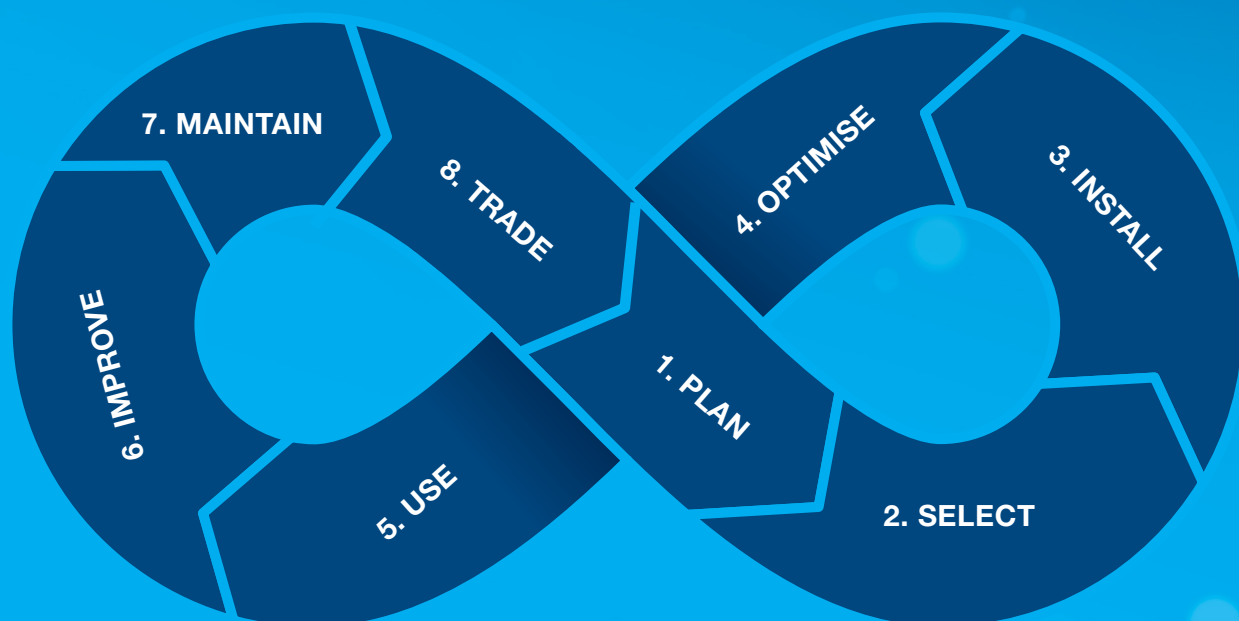 1. PLAN
2. SELECT
3. INSTALL
4. OPTIMISE
5. USE
6. IMPROVE
7. MAINTAIN
8. TRADE